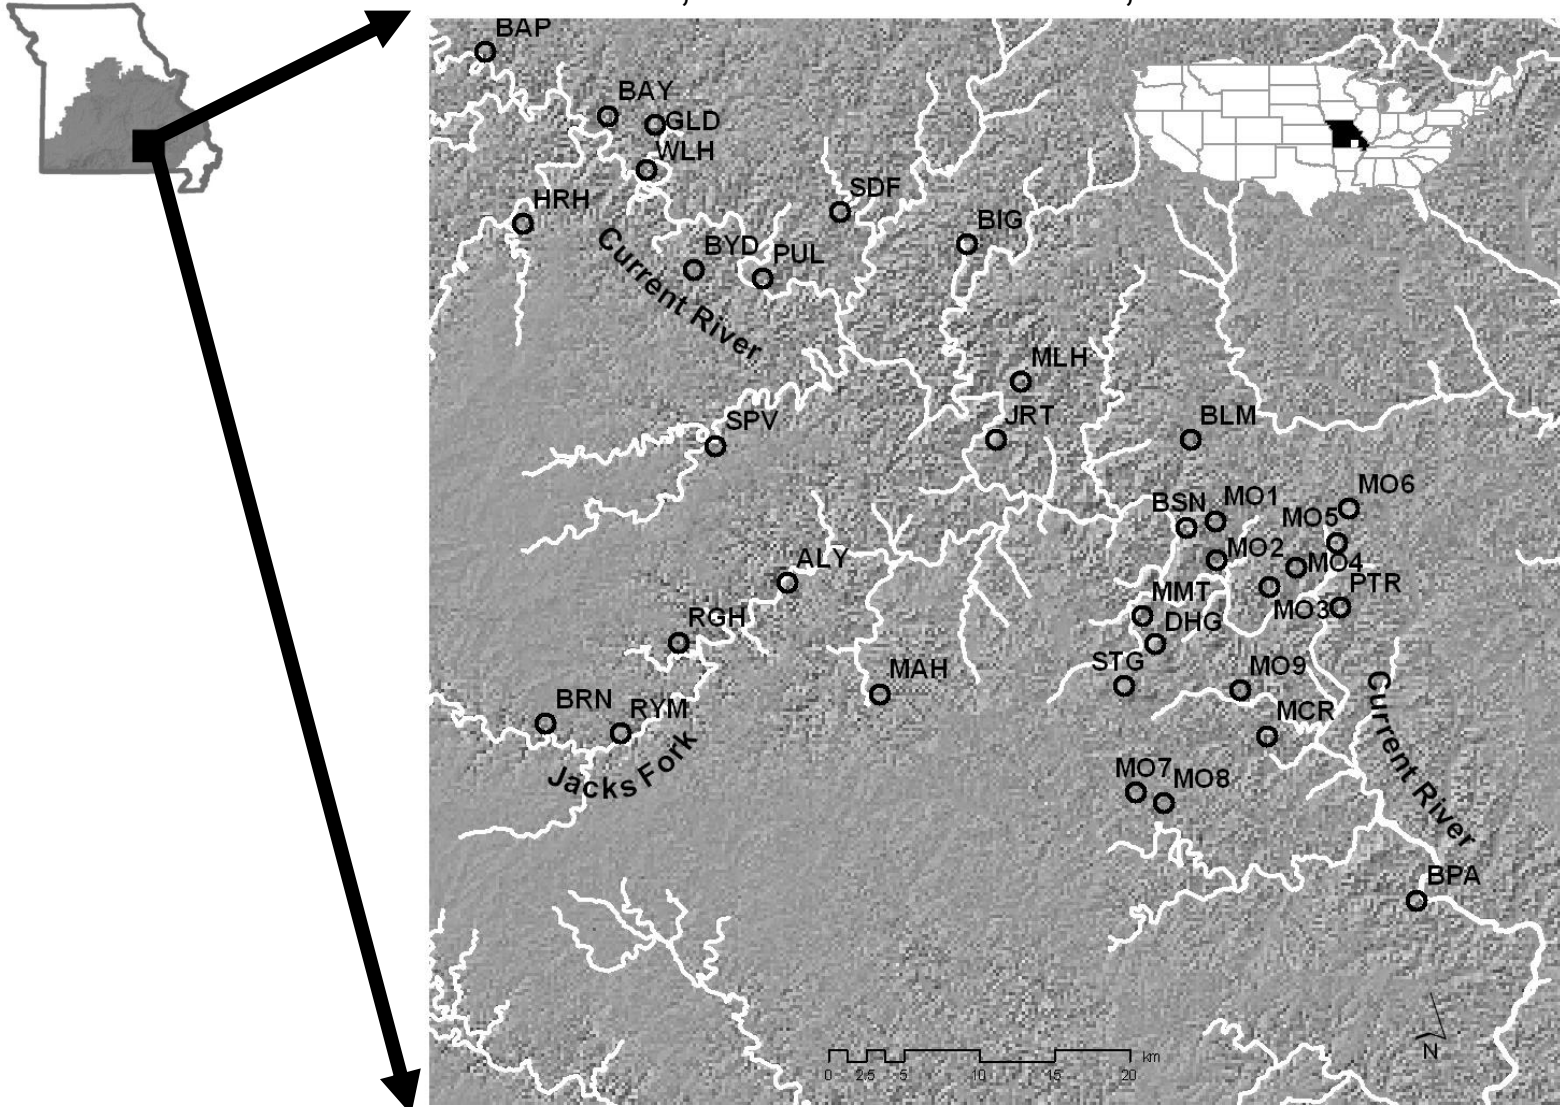 BAP
BAY
GLD
WLH
SDF
HRH
BIG
BYD
PUL
Current River
MLH
JRT
SPV
BLM
MO6
BSN
MO1
MO5
MO2
MO4
ALY
MMT
PTR
DHG
MO3
RGH
STG
MAH
MO9
BRN
RYM
MCR
Current River
Jacks Fork
MO7
MO8
BPA
N
km
0 2.5 5 10 15 20